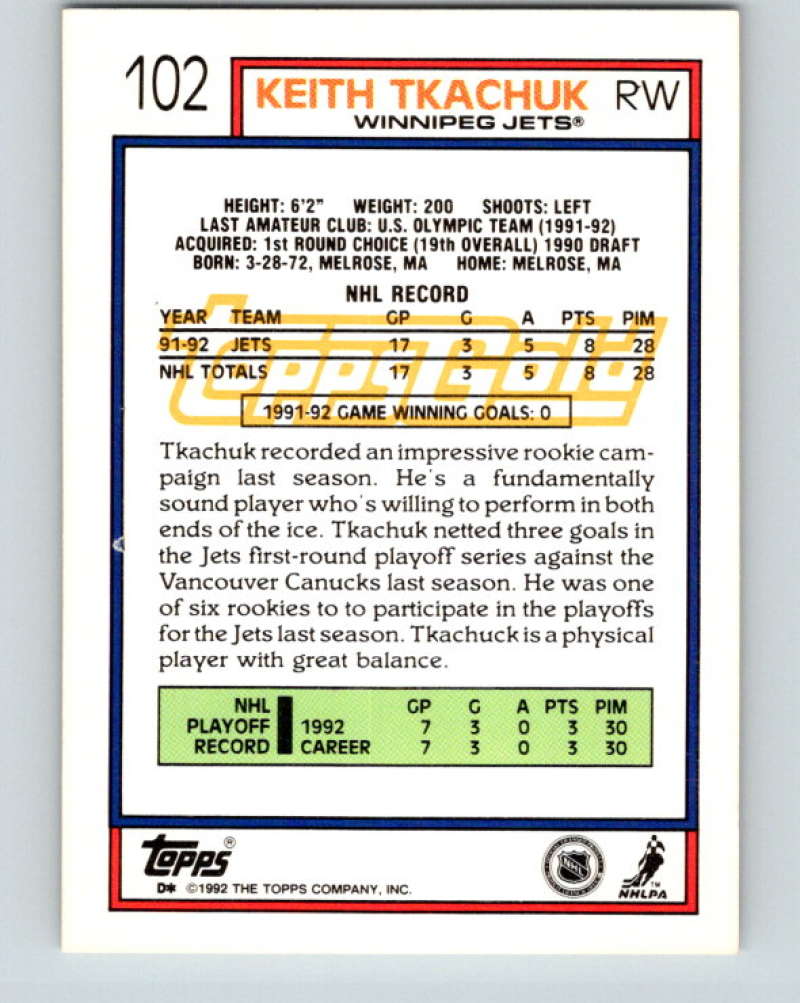 102 KEITH TKACHUK RW
WINNIPEG JETS®
HEIGHT: 6'2" WEIGHT: 200 SHOOTS: LEFT
LAST AMATEUR CLUB: U.S. OLYMPIC TEAM (1991-92)
ACQUIRED: 1st ROUND CHOICE (19th OVERALL) 1990 DRAFT
BORN: 3-28-72, MELROSE, MA HOME: MELROSE, MA
NHL RECORD
YEAR TEAM GP G A PTS PIM
91-92 JETS 17 3 5 8 28
NHL TOTALS 17 3 5 8 28
ToppsGold
1991-92 GAME WINNING GOALS: 0
Tkachuk recorded an impressive rookie cam-
paign last season. He's a fundamentally
sound player who's willing to perform in both
ends of the ice. Tkachuk netted three goals in
the Jets first-round playoff series against the
Vancouver Canucks last season. He was one
of six rookies to to participate in the playoffs
for the Jets last season. Tkachuck is a physical
player with great balance.
NHL GP G A PTS PIM
PLAYOFF 1992 7 3 0 3 30
RECORD CAREER 7 3 0 3 30
TOPPS®
D* ©1992 THE TOPPS COMPANY, INC.
NHL
NHLPA™